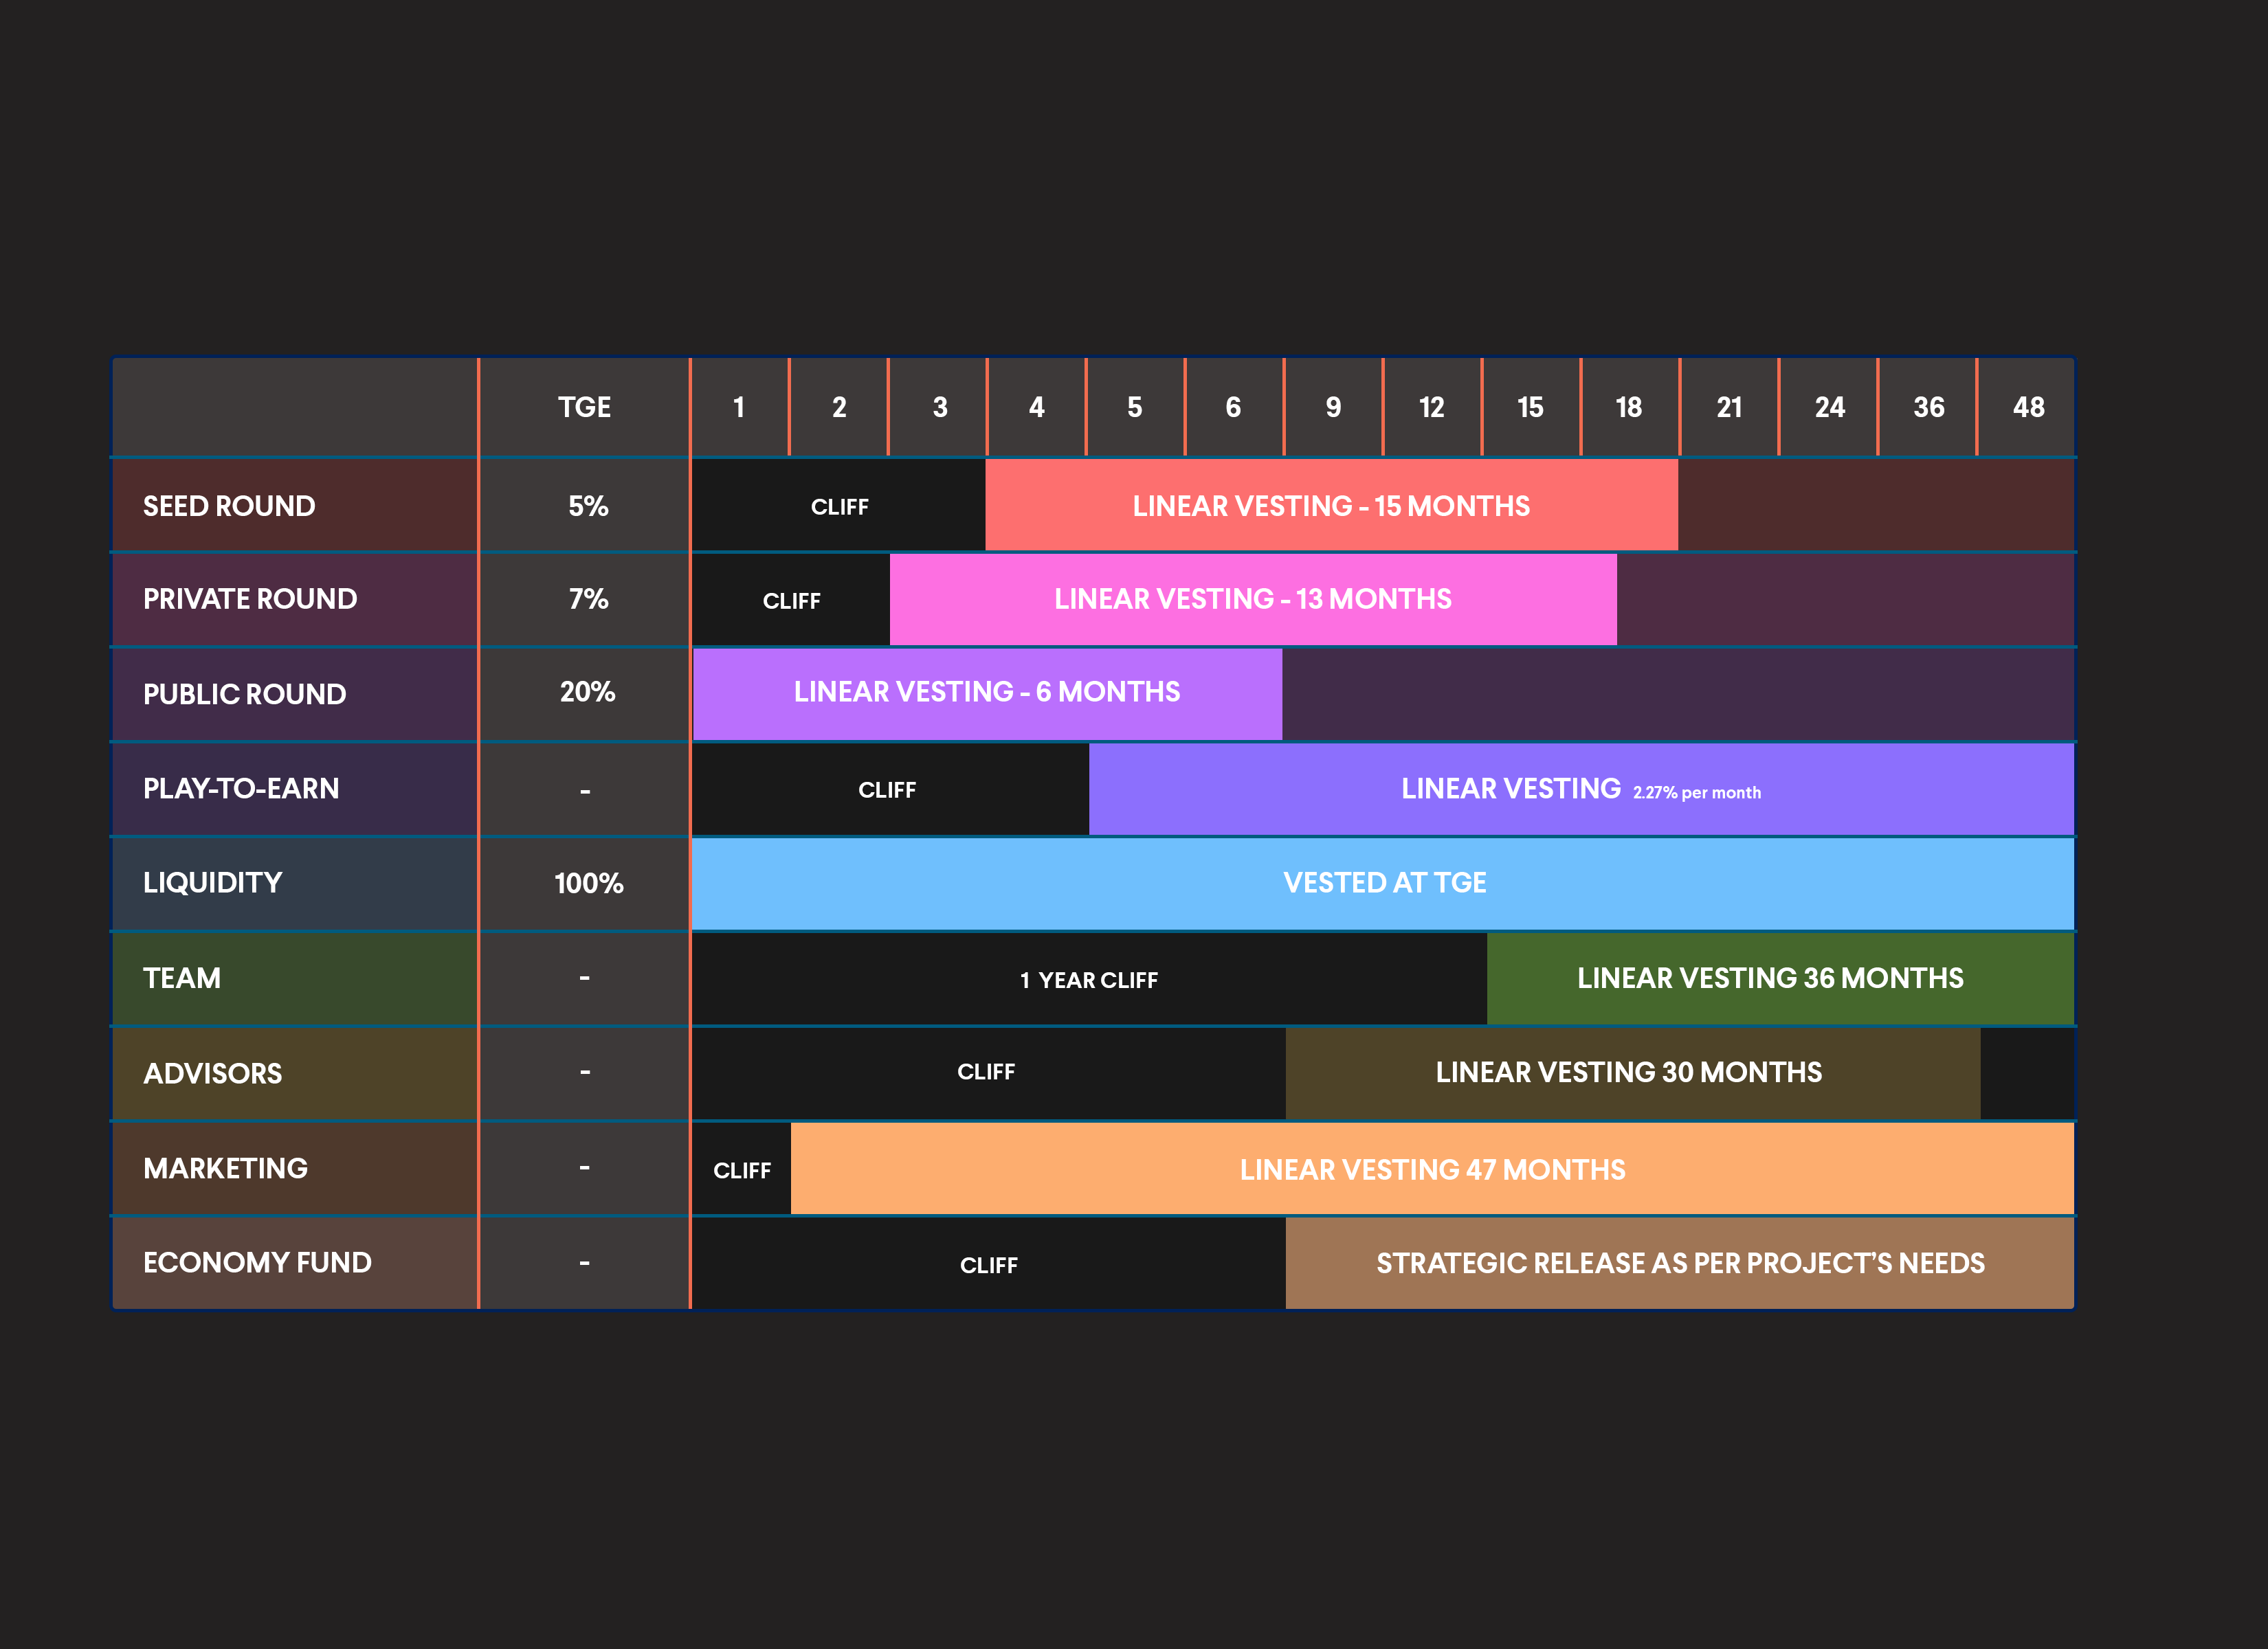 TGE 1 2 3 4 5 6 9 12 15 18 21 24 36 48
SEED ROUND 5% CLIFF LINEAR VESTING - 15 MONTHS
PRIVATE ROUND 7% CLIFF LINEAR VESTING - 13 MONTHS
PUBLIC ROUND 20% LINEAR VESTING - 6 MONTHS
PLAY-TO-EARN - CLIFF LINEAR VESTING 2.27% per month
LIQUIDITY 100% VESTED AT TGE
TEAM - 1 YEAR CLIFF LINEAR VESTING 36 MONTHS
ADVISORS - CLIFF LINEAR VESTING 30 MONTHS
MARKETING - CLIFF LINEAR VESTING 47 MONTHS
ECONOMY FUND - CLIFF STRATEGIC RELEASE AS PER PROJECT’S NEEDS